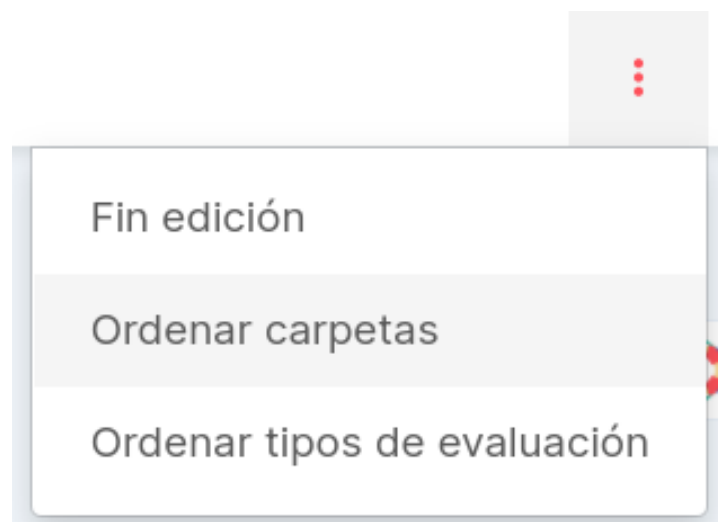 Fin edición
Ordenar carpetas
Ordenar tipos de evaluación